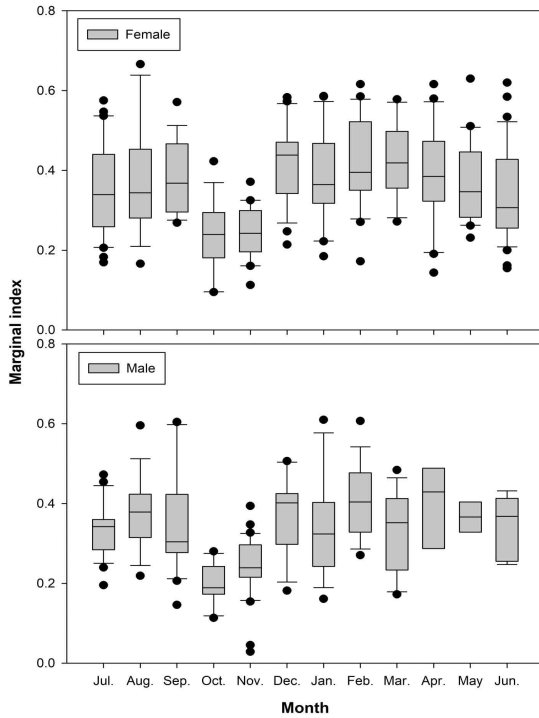 0.8
Female
0.6
0.4
0.2
0.0
Marginal index
0.8
Male
0.6
0.4
0.2
0.0
Jul. Aug. Sep. Oct. Nov. Dec. Jan. Feb. Mar. Apr. May Jun.
Month